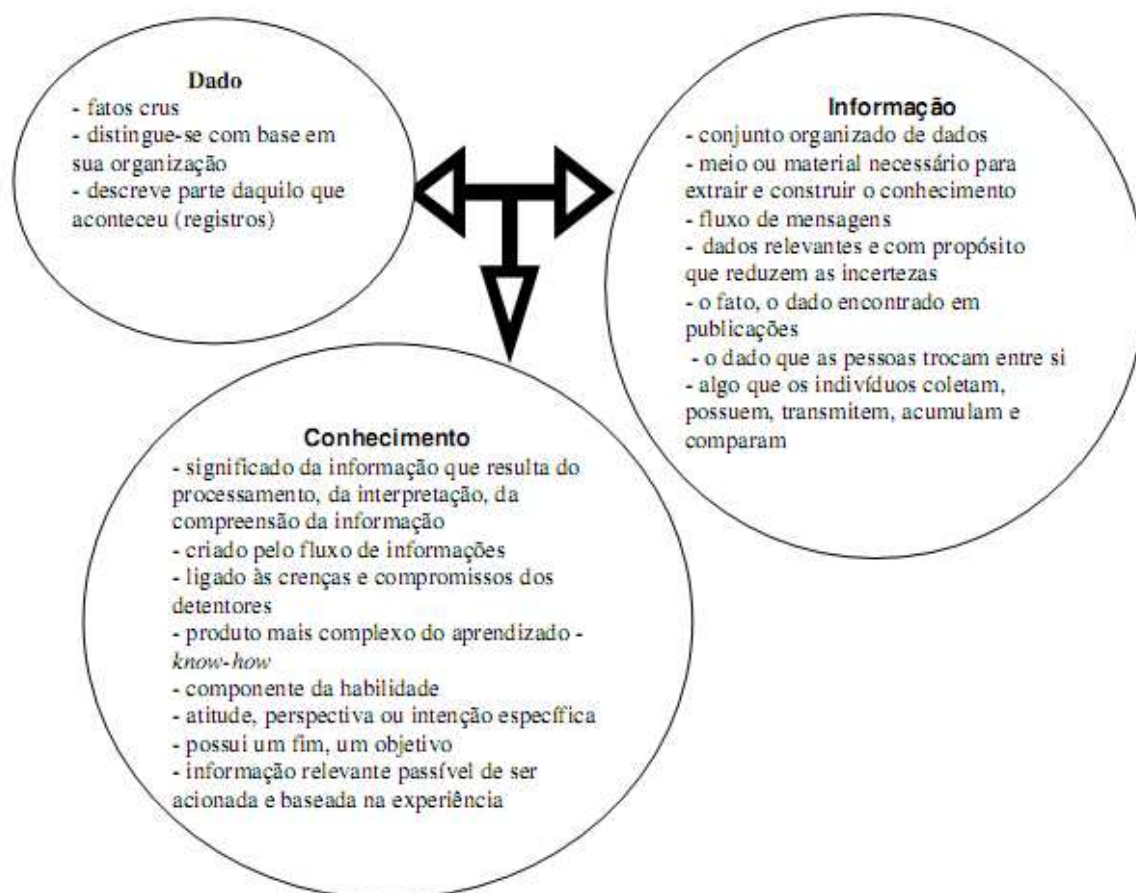 Dado
- fatos crus
- distingue-se com base em
sua organização
- descreve parte daquilo que
aconteceu (registros)
Informação
- conjunto organizado de dados
- meio ou material necessário para
extrair e construir o conhecimento
- fluxo de mensagens
- dados relevantes e com propósito
que reduzem as incertezas
- o fato, o dado encontrado em
publicações
- o dado que as pessoas trocam entre si
- algo que os indivíduos coletam,
possuem, transmitem, acumulam e
comparam
Conhecimento
- significado da informação que resulta do
processamento, da interpretação, da
compreensão da informação
- criado pelo fluxo de informações
- ligado às crenças e compromissos dos
detentores
- produto mais complexo do aprendizado -
know-how
- componente da habilidade
- atitude, perspectiva ou intenção específica
- possui um fim, um objetivo
- informação relevante passível de ser
acionada e baseada na experiência